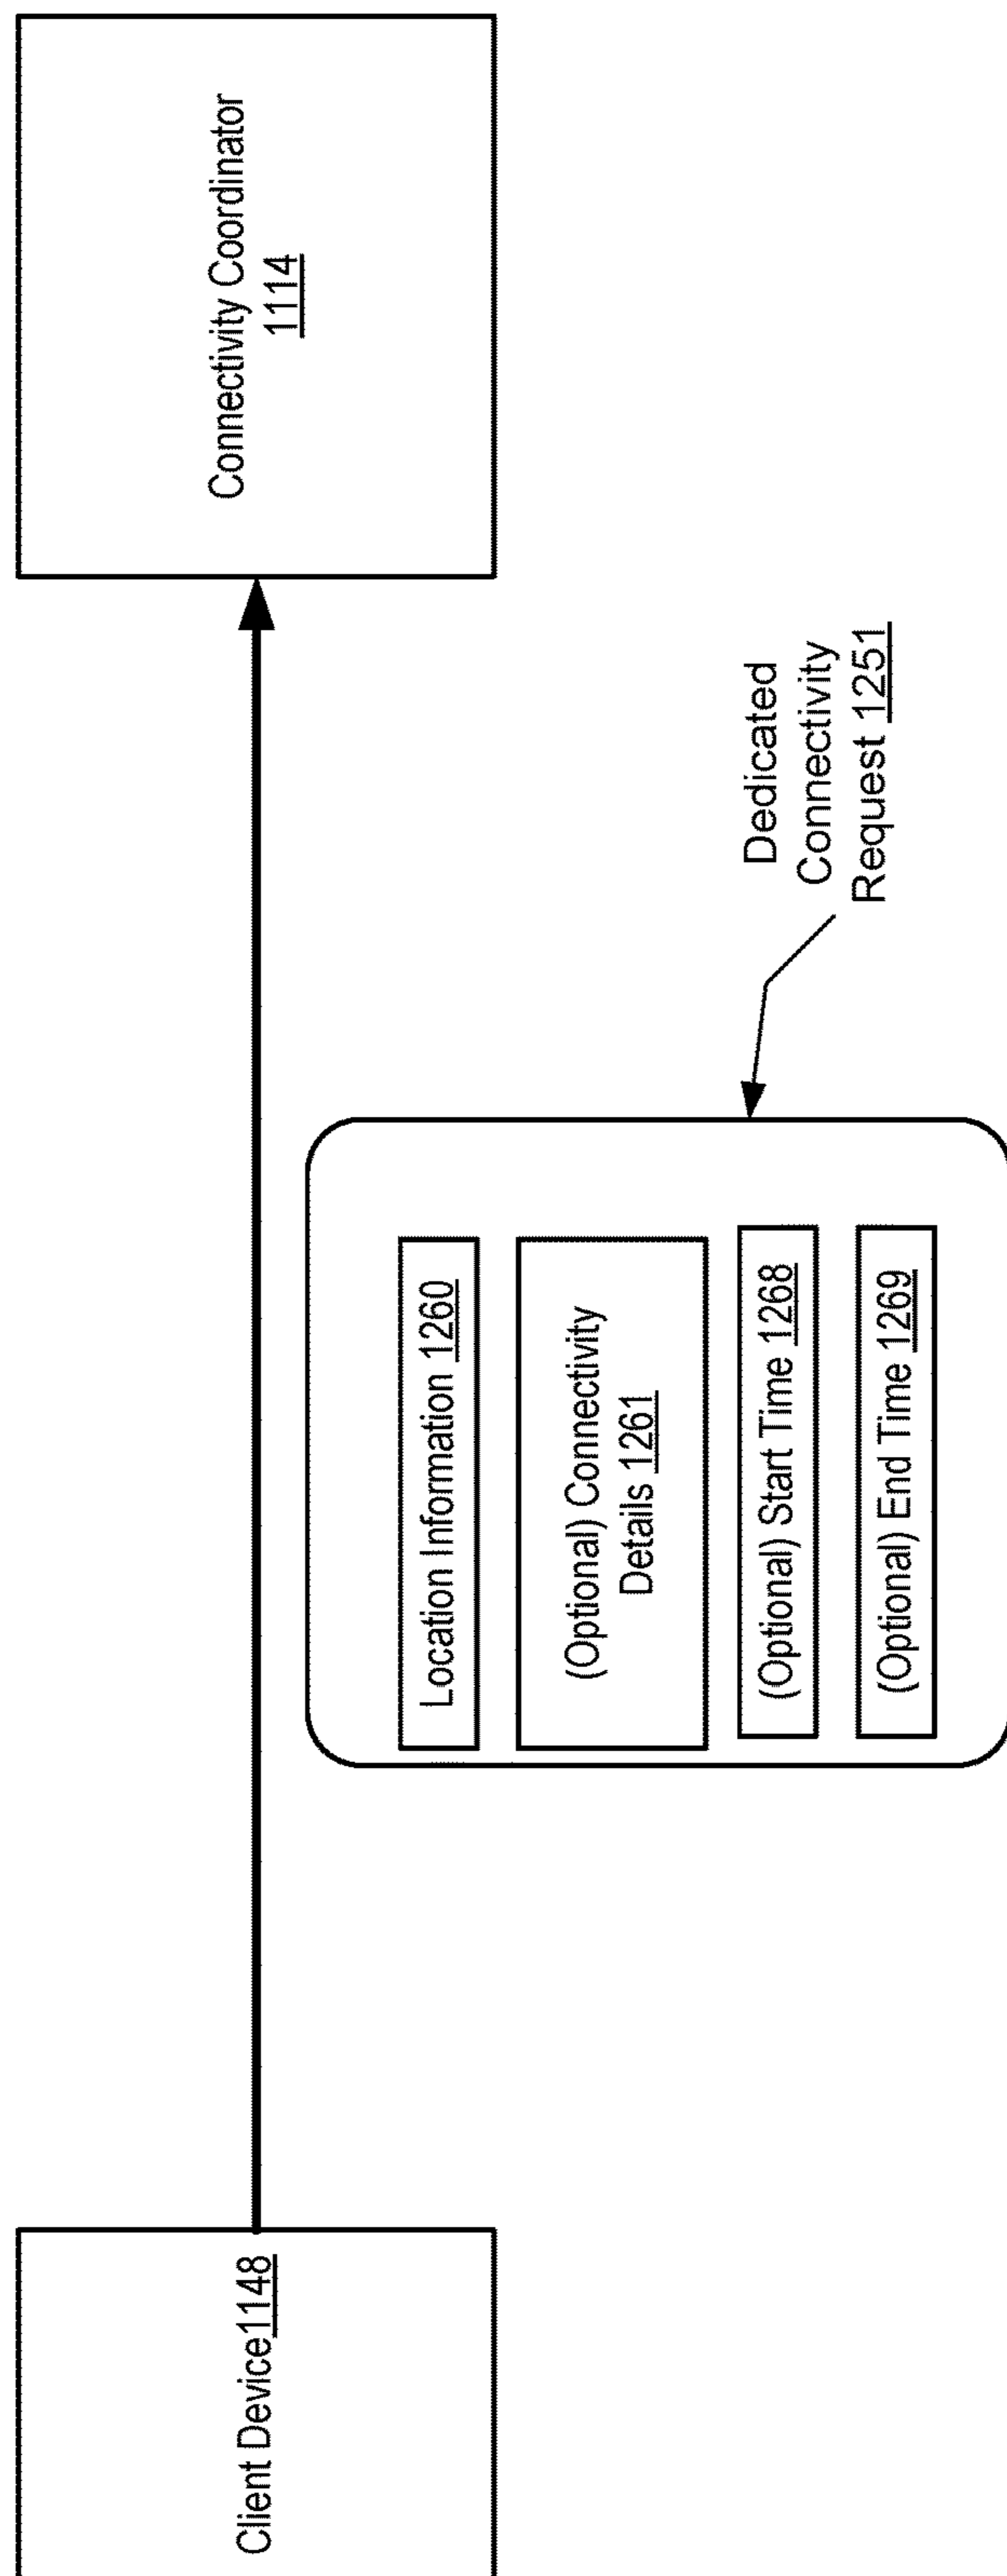 Client Device1148
Connectivity Coordinator
1114
Location Information 1260
(Optional) Connectivity
Details 1261
(Optional) Start Time 1268
(Optional) End Time 1269
Dedicated
Connectivity
Request 1251